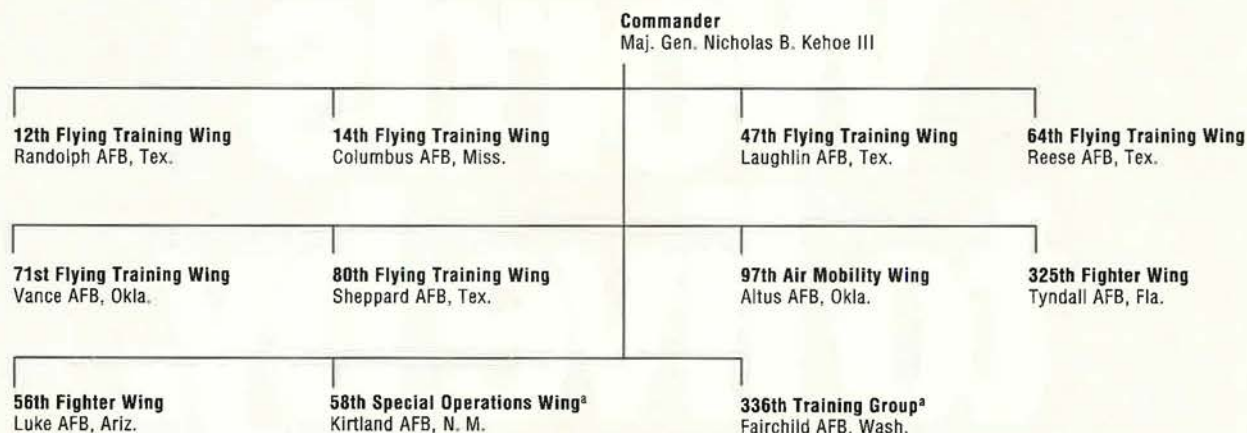 Commander
Maj. Gen. Nicholas B. Kehoe III
12th Flying Training Wing
Randolph AFB, Tex.
14th Flying Training Wing
Columbus AFB, Miss.
47th Flying Training Wing
Laughlin AFB, Tex.
64th Flying Training Wing
Reese AFB, Tex.
71st Flying Training Wing
Vance AFB, Okla.
80th Flying Training Wing
Sheppard AFB, Tex.
97th Air Mobility Wing
Altus AFB, Okla.
325th Fighter Wing
Tyndall AFB, Fla.
56th Fighter Wing
Luke AFB, Ariz.
58th Special Operations Wingª
Kirtland AFB, N. M.
336th Training Groupª
Fairchild AFB, Wash.